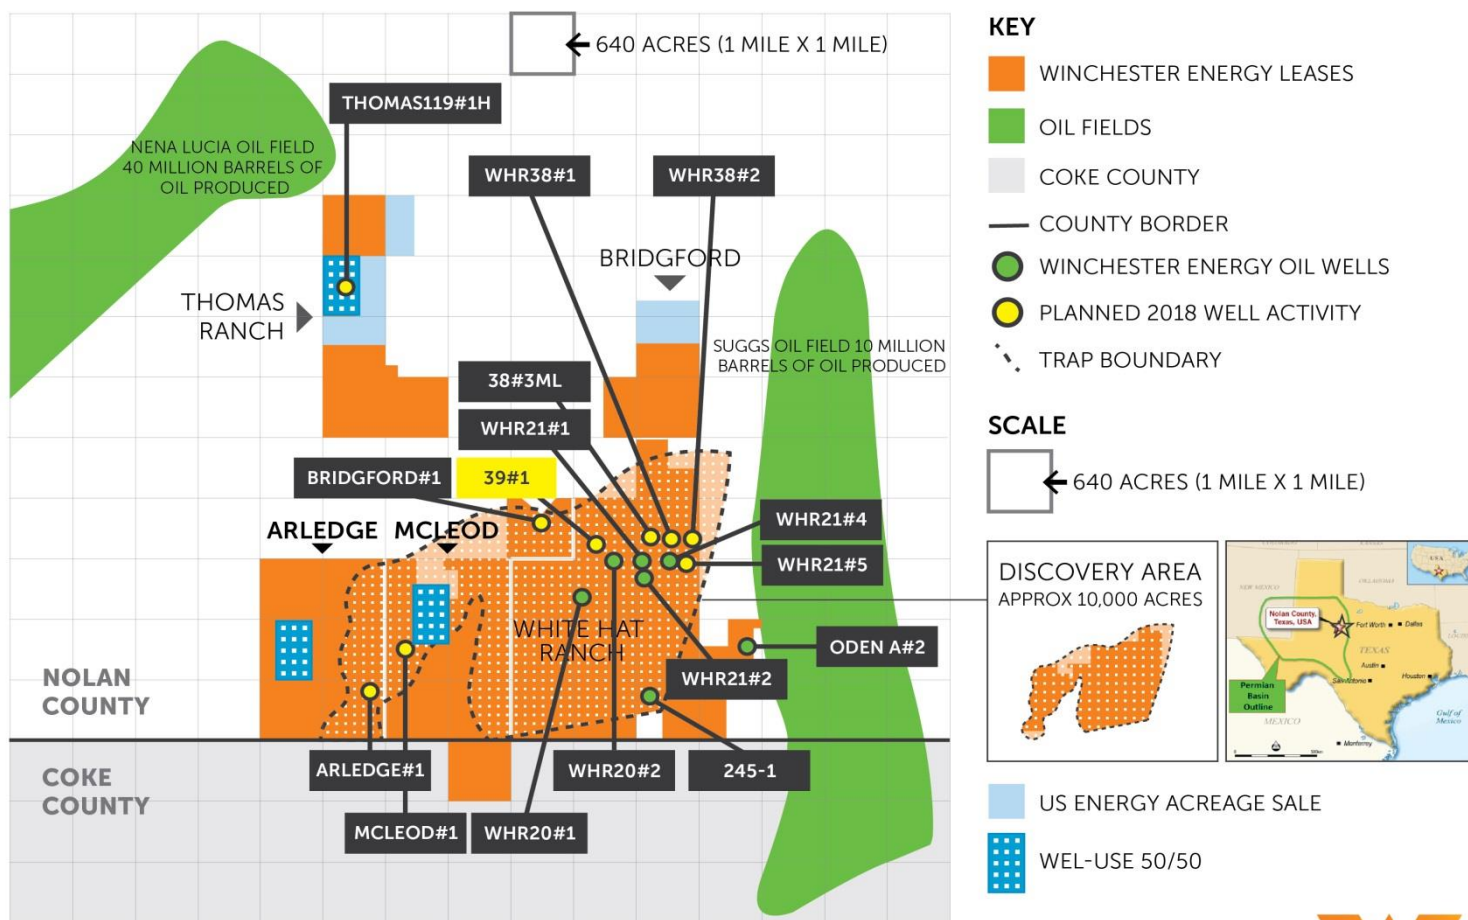 640 ACRES (1 MILE X 1 MILE)
THOMAS119#1H
NENA LUCIA OIL FIELD
40 MILLION BARRELS OF
OIL PRODUCED
WHR38#1
WHR38#2
BRIDGFORD
THOMAS
RANCH
SUGGS OIL FIELD 10 MILLION
BARRELS OF OIL PRODUCED
38#3ML
WHR21#1
BRIDGFORD#1
39#1
ARLEDGE
MCLEOD
WHR21#4
WHR21#5
WHITE HAT
RANCH
ODEN A#2
WHR21#2
NOLAN
COUNTY
COKE
COUNTY
ARLEDGE#1
WHR20#2
245-1
MCLEOD#1
WHR20#1
KEY
WINCHESTER ENERGY LEASES
OIL FIELDS
COKE COUNTY
COUNTY BORDER
WINCHESTER ENERGY OIL WELLS
PLANNED 2018 WELL ACTIVITY
TRAP BOUNDARY
SCALE
640 ACRES (1 MILE X 1 MILE)
DISCOVERY AREA
APPROX 10,000 ACRES
USA
NEW MEXICO
OKLAHOMA
Nolan County,
Texas, USA
Fort Worth
Dallas
TEXAS
Austin
Houston
San Antonio
Permian
Basin
Outline
MEXICO
Gulf of
Mexico
Monterrey
US ENERGY ACREAGE SALE
WEL-USE 50/50